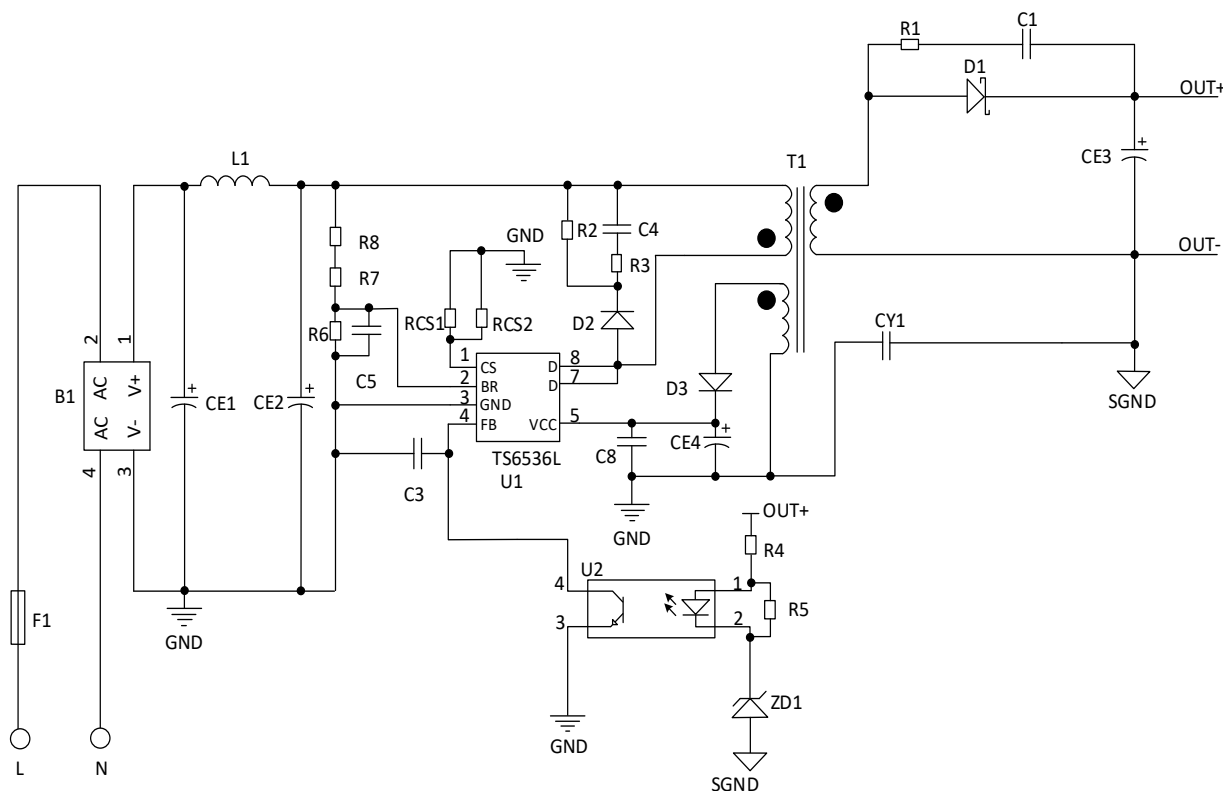 R1
C1
D1
OUT+
CE3
T1
L1
R2
C4
GND
R8
R3
R7
OUT-
RCS1
RCS2
D2
R6
CY1
2
1
1
CS
D
8
C5
2
BR
D
7
D3
B1
AC
V+
3
GND
SGND
AC
V-
CE1
CE2
4
FB
VCC
5
C8
CE4
4
3
TS6536L
U1
C3
GND
OUT+
R4
U2
4
1
R5
F1
GND
3
2
ZD1
GND
L
N
SGND